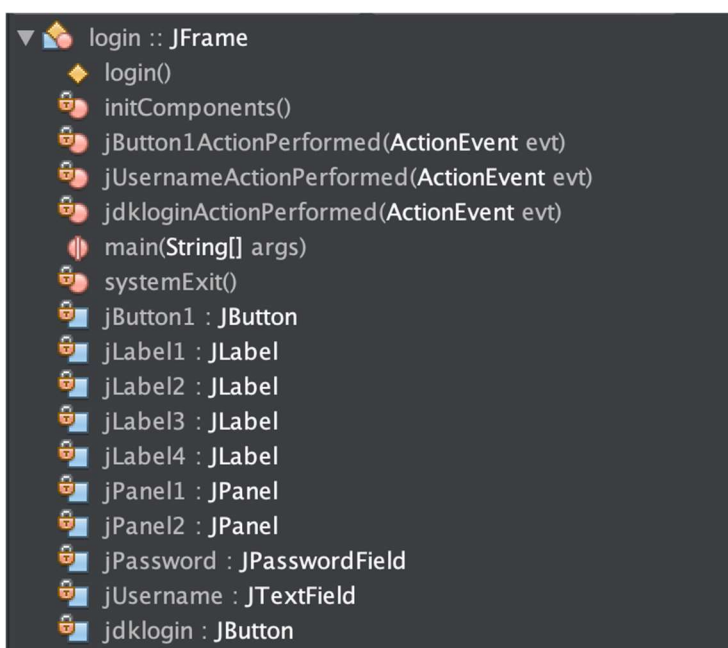 login :: JFrame
login()
initComponents()
jButton1ActionPerformed(ActionEvent evt)
jUsernameActionPerformed(ActionEvent evt)
jdkloginActionPerformed(ActionEvent evt)
main(String[] args)
systemExit()
jButton1 : JButton
jLabel1 : JLabel
jLabel2 : JLabel
jLabel3 : JLabel
jLabel4 : JLabel
jPanel1 : JPanel
jPanel2 : JPanel
jPassword : JPasswordField
jUsername : JTextField
jdklogin : JButton